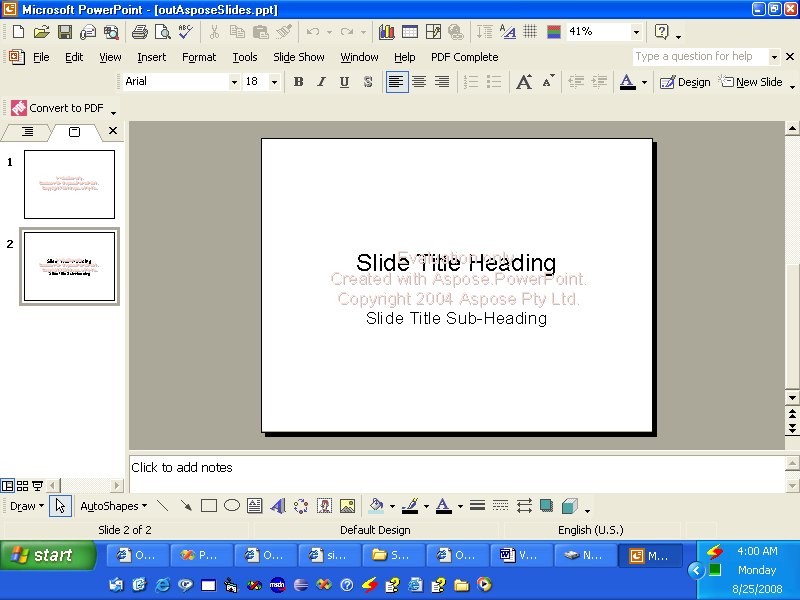 Microsoft PowerPoint - [outAsposeSlides.ppt]
41%
File Edit View Insert Format Tools Slide Show Window Help PDF Complete
Type a question for help
Arial 18 B I U S A A A Design New Slide
Convert to PDF
1
2
Evaluation only.
Slide Title Heading
Created with Aspose.PowerPoint.
Copyright 2004 Aspose Pty Ltd.
Slide Title Sub-Heading
Click to add notes
Draw AutoShapes
Slide 2 of 2 Default Design English (U.S.)
start O... P... O... si... S... O... V... N... M...
4:00 AM
Monday
8/25/2008